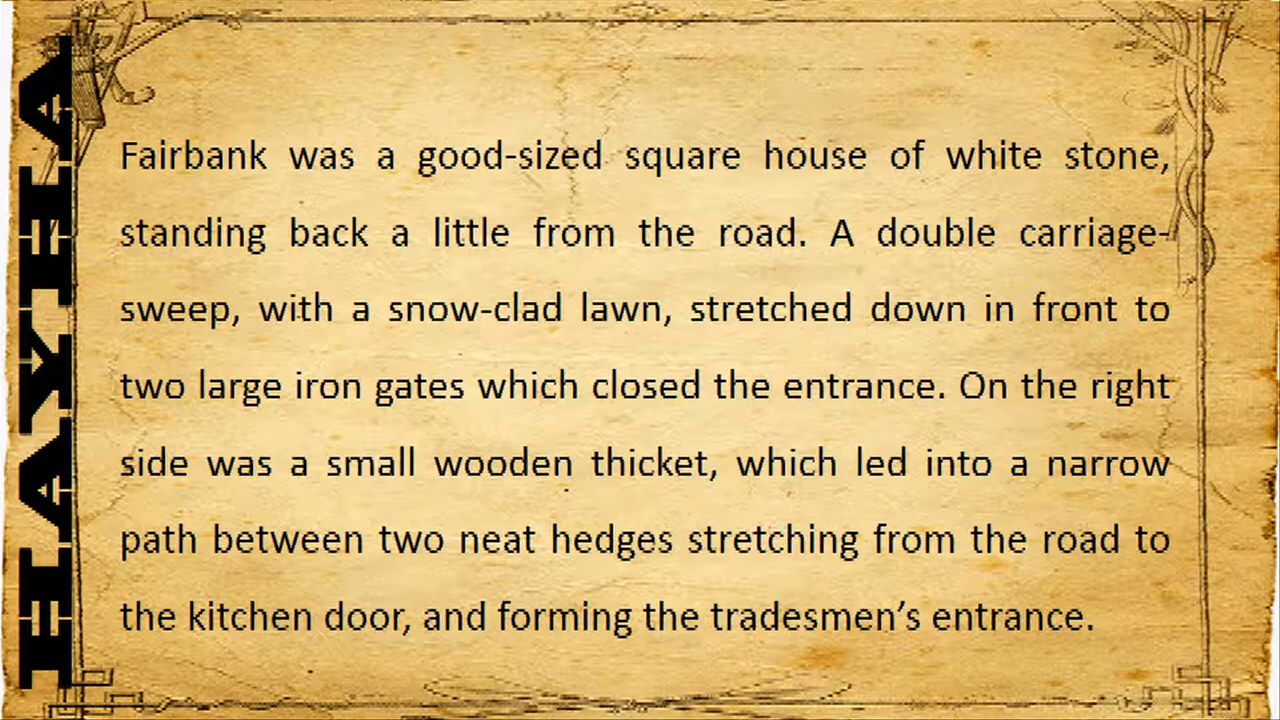 HAYHA
Fairbank was a good-sized square house of white stone,
standing back a little from the road. A double carriage-
sweep, with a snow-clad lawn, stretched down in front to
two large iron gates which closed the entrance. On the right
side was a small wooden thicket, which led into a narrow
path between two neat hedges stretching from the road to
the kitchen door, and forming the tradesmen’s entrance.